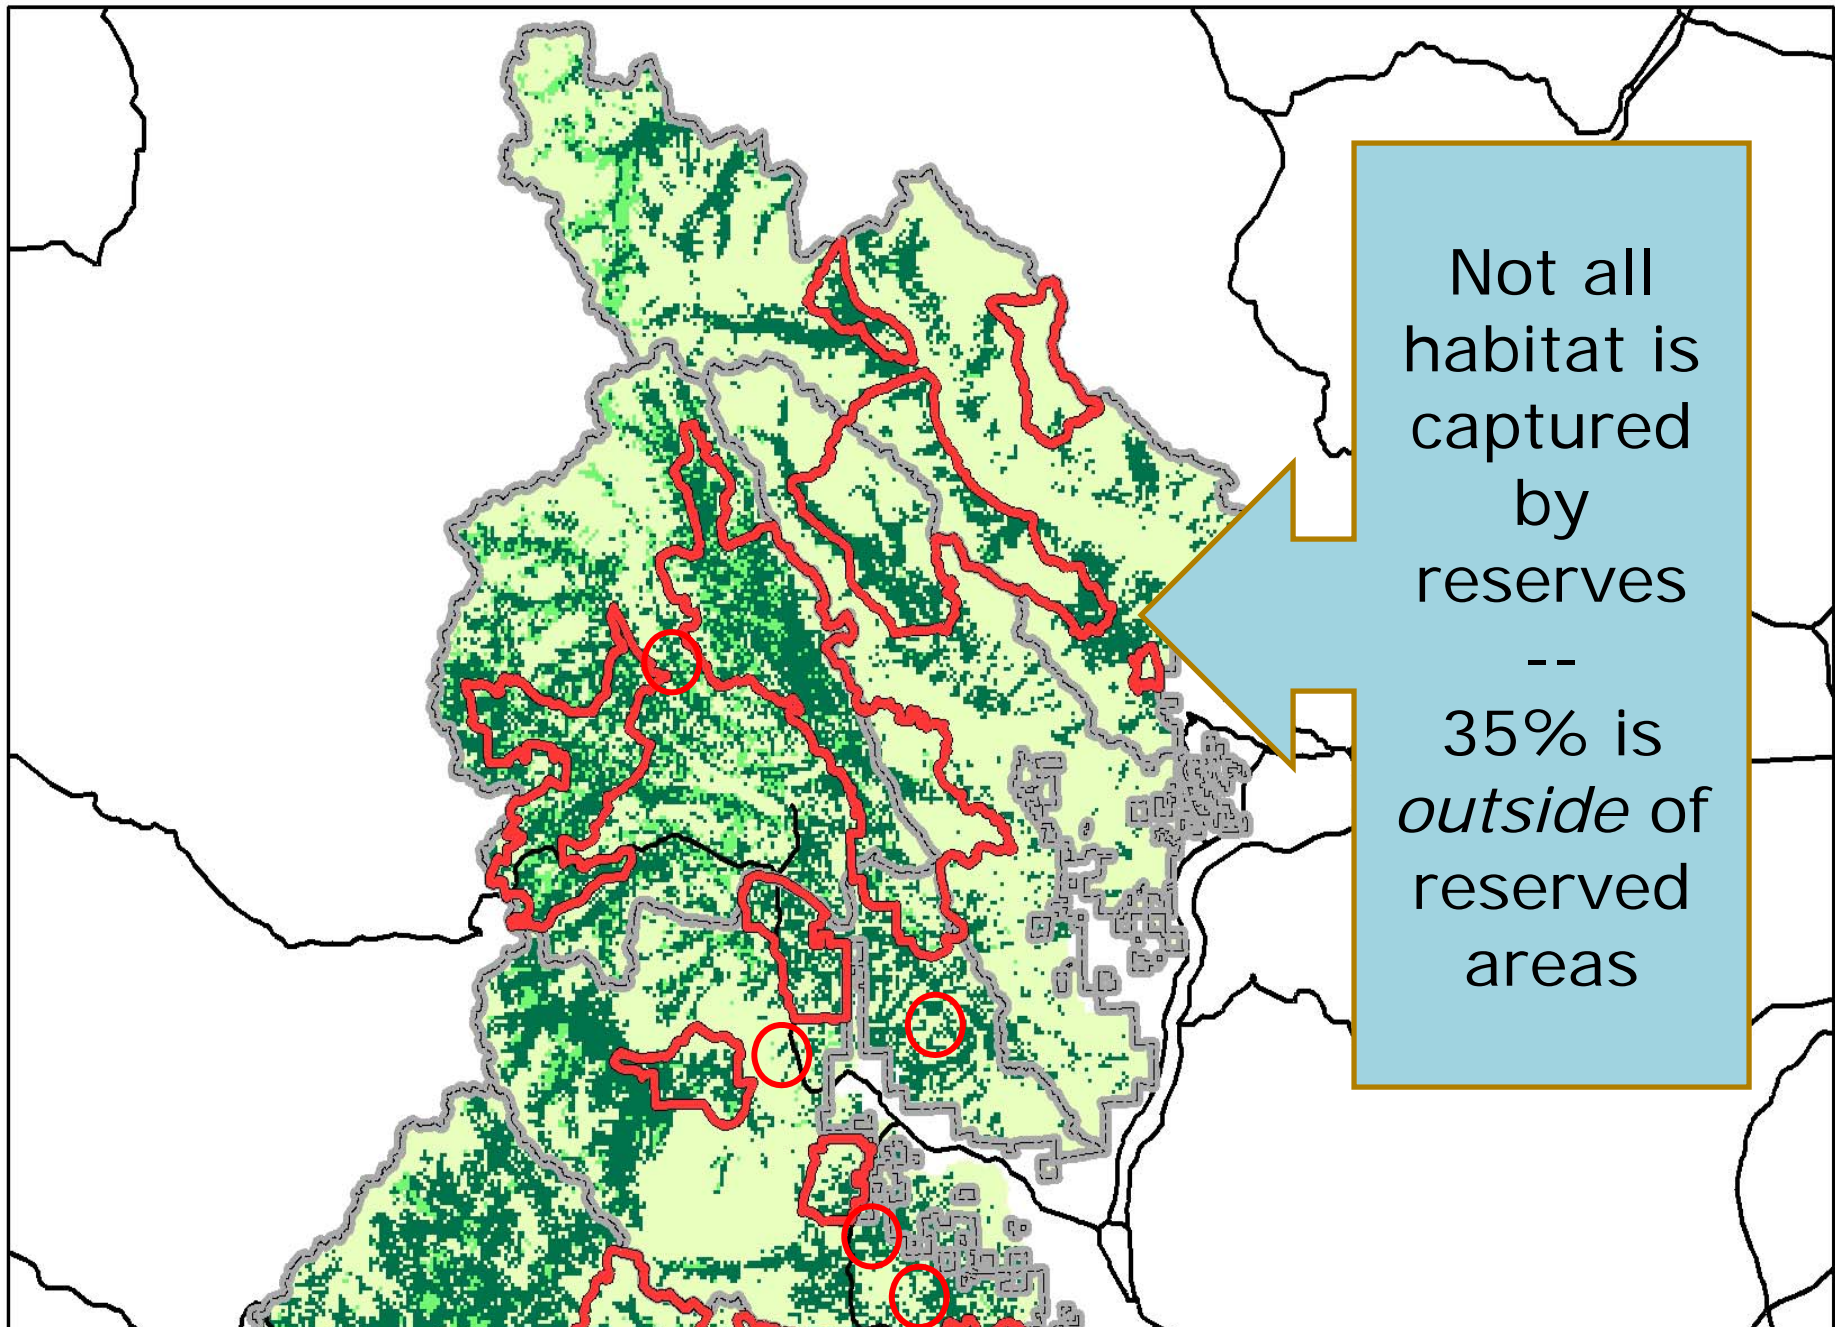 Not all
habitat is
captured
by
reserves
--
35% is
outside of
reserved
areas